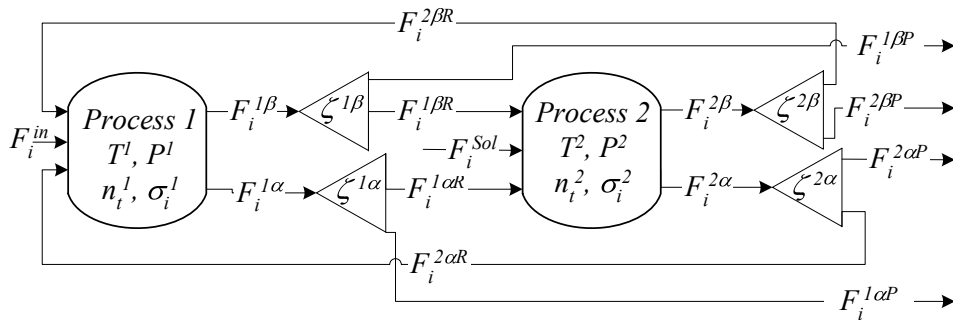 F_i^{2βR}
F_i^{1βP}
Process 1
T^1, P^1
n_t^1, σ_i^1
F_i^{in}
F_i^{1β}
ζ^{1β}
F_i^{1βR}
F_i^{1α}
ζ^{1α}
F_i^{1αR}
F_i^{Sol}
Process 2
T^2, P^2
n_t^2, σ_i^2
F_i^{2β}
ζ^{2β}
F_i^{2βP}
F_i^{2α}
ζ^{2α}
F_i^{2αP}
F_i^{2αR}
F_i^{1αP}